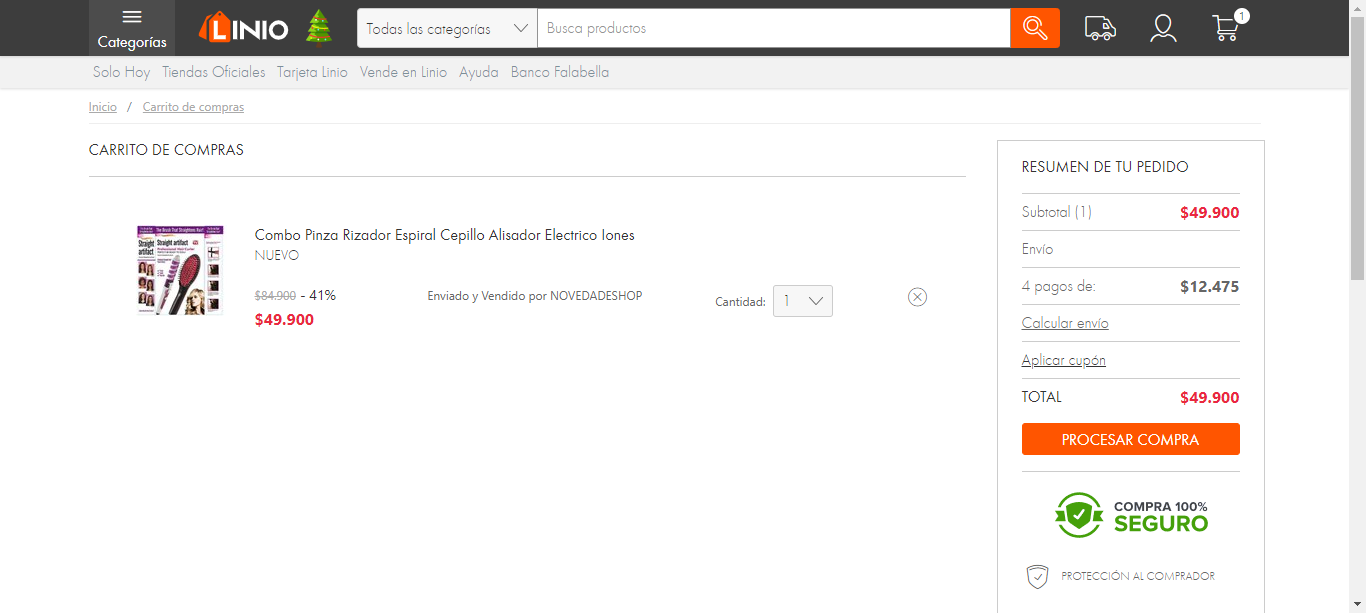 Categorías
LINIO
Todas las categorías
Busca productos
1
Solo Hoy Tiendas Oficiales Tarjeta Linio Vende en Linio Ayuda Banco Falabella
Inicio / Carrito de compras
CARRITO DE COMPRAS
Straight artifact
Straight artifact
Combo Pinza Rizador Espiral Cepillo Alisador Electrico Iones
NUEVO
$84.900 - 41%
$49.900
Enviado y Vendido por NOVEDADESHOP
Cantidad: 1
RESUMEN DE TU PEDIDO
Subtotal (1) $49.900
Envío
4 pagos de: $12.475
Calcular envío
Aplicar cupón
TOTAL $49.900
PROCESAR COMPRA
COMPRA 100%
SEGURO
PROTECCIÓN AL COMPRADOR